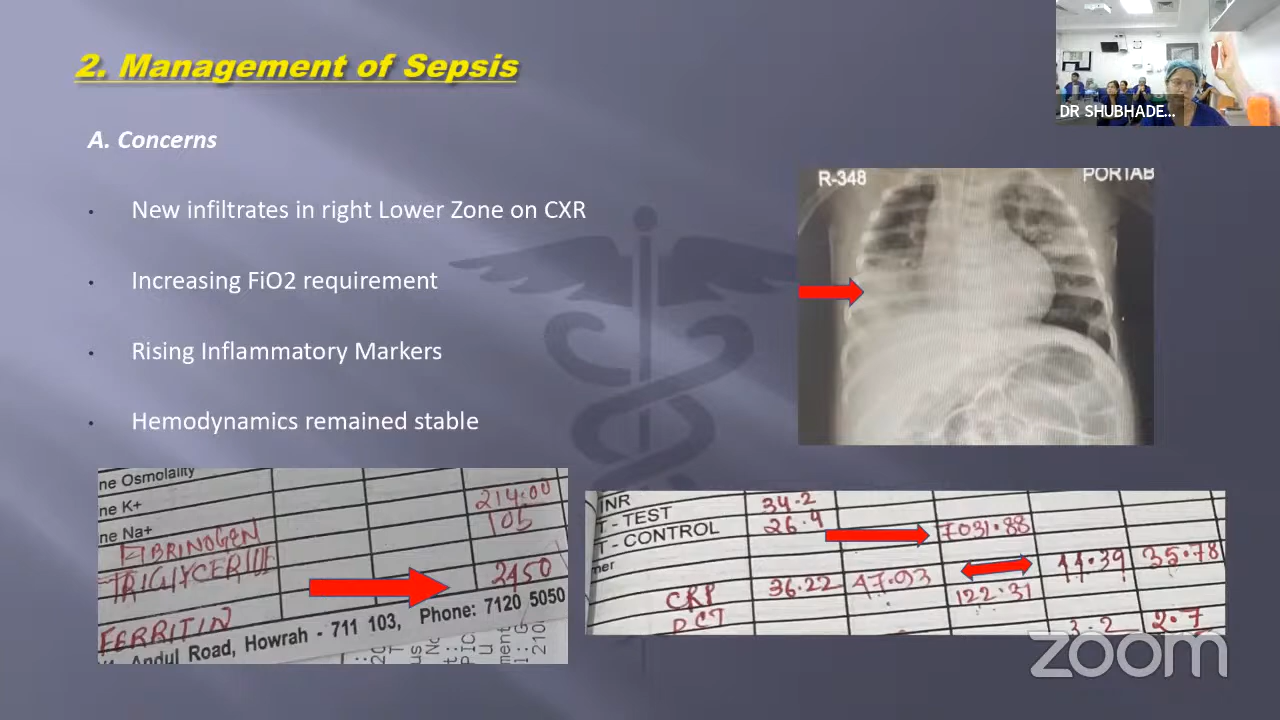 2. Management of Sepsis
DR SHUBHADE...
A. Concerns
R-348
PORTAB
• New infiltrates in right Lower Zone on CXR
• Increasing FiO2 requirement
• Rising Inflammatory Markers
• Hemodynamics remained stable
ne Osmolality
ne K+
ne Na+
214.00
FIBRINOGEN
105
TRIGLYCERIDE
2450
FERRITIN
Andul Road, Howrah - 711 103, Phone: 7120 5050
INR 34.2
T - TEST 26.4
T - CONTROL 7031.88
mer
CRP 36.22 47.93 122.31 11.39 35.78
PCT 3.2 2.7
zoom